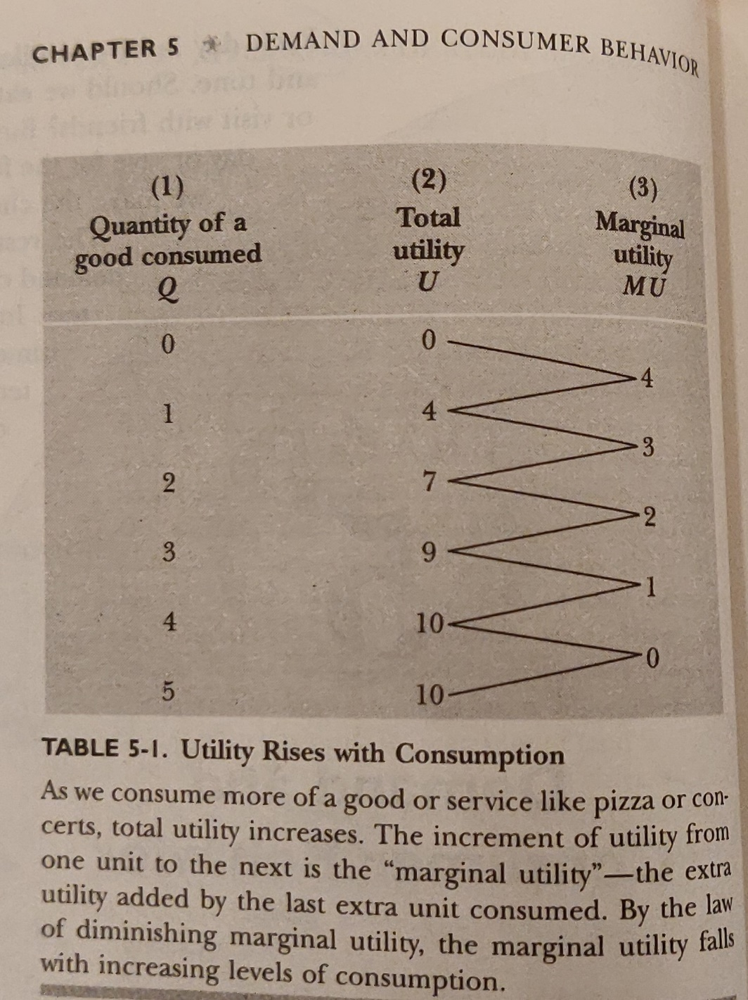 CHAPTER 5 ★ DEMAND AND CONSUMER BEHAVIOR
(1) (2) (3)
Quantity of a Total Marginal
good consumed utility utility
Q U MU
0 0
4
1 4
3
2 7
2
3 9
1
4 10
0
5 10
TABLE 5-1. Utility Rises with Consumption
As we consume more of a good or service like pizza or con-
certs, total utility increases. The increment of utility from
one unit to the next is the “marginal utility”—the extra
utility added by the last extra unit consumed. By the law
of diminishing marginal utility, the marginal utility falls
with increasing levels of consumption.